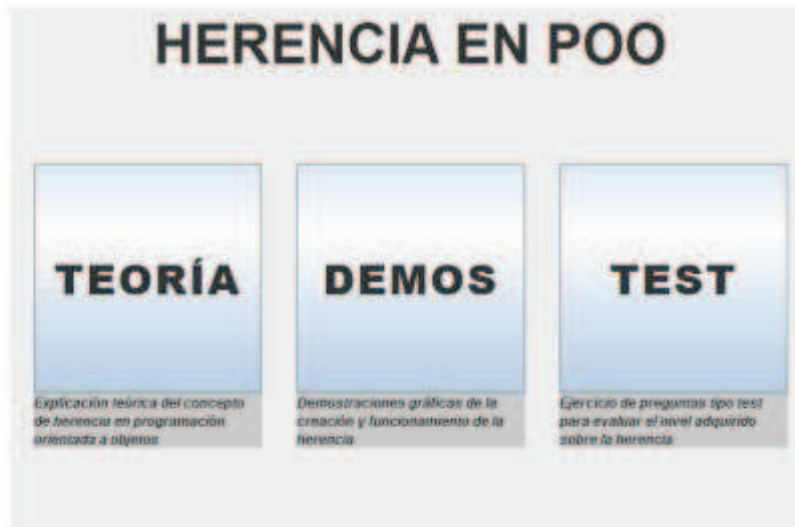 HERENCIA EN POO
TEORÍA
DEMOS
TEST
Explicación teórica del concepto
de herencia en programación
orientada a objetos
Demostraciones gráficas de la
creación y funcionamiento de la
herencia
Ejercicio de preguntas tipo test
para evaluar el nivel adquirido
sobre la herencia